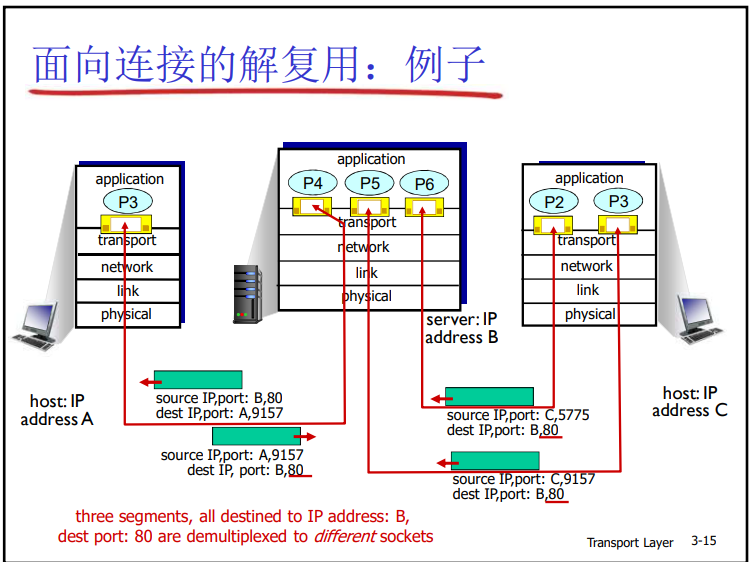 面向连接的解复用：例子
application
P3
transport
network
link
physical
host: IP
address A
application
P4 P5 P6
transport
network
link
physical
server: IP
address B
application
P2 P3
transport
network
link
physical
host: IP
address C
source IP,port: B,80
dest IP,port: A,9157
source IP,port: A,9157
dest IP, port: B,80
source IP,port: C,5775
dest IP,port: B,80
source IP,port: C,9157
dest IP,port: B,80
three segments, all destined to IP address: B,
dest port: 80 are demultiplexed to different sockets
Transport Layer 3-15